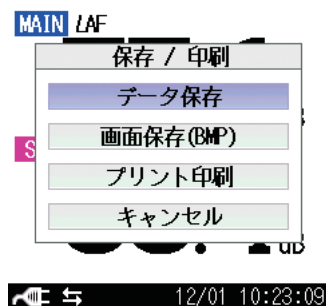 MAIN LAF
保存 / 印刷
データ保存
画面保存(BMP)
S
プリント印刷
キャンセル
dB
12/01 10:23:09